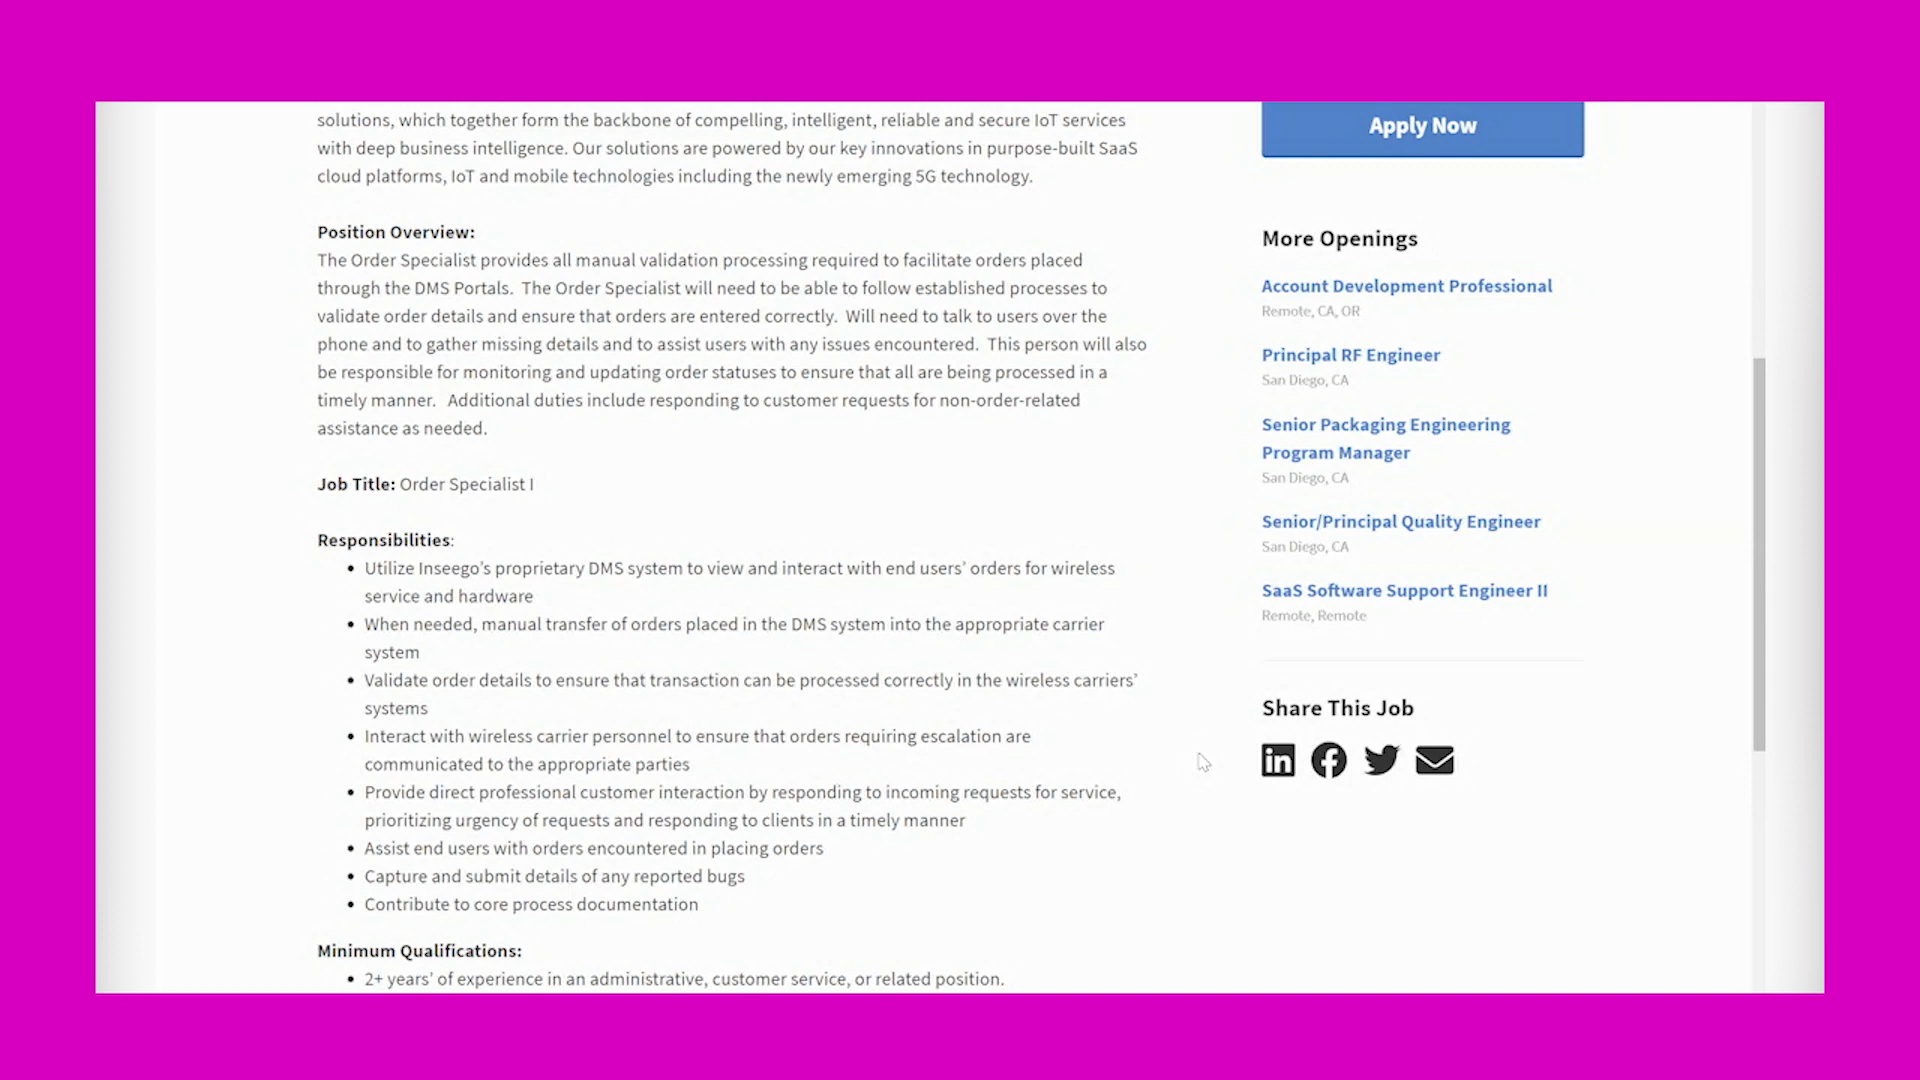 solutions, which together form the backbone of compelling, intelligent, reliable and secure IoT services
with deep business intelligence. Our solutions are powered by our key innovations in purpose-built SaaS
cloud platforms, IoT and mobile technologies including the newly emerging 5G technology.
Position Overview:
The Order Specialist provides all manual validation processing required to facilitate orders placed
through the DMS Portals.  The Order Specialist will need to be able to follow established processes to
validate order details and ensure that orders are entered correctly.  Will need to talk to users over the
phone and to gather missing details and to assist users with any issues encountered.  This person will also
be responsible for monitoring and updating order statuses to ensure that all are being processed in a
timely manner.   Additional duties include responding to customer requests for non-order-related
assistance as needed.
Job Title: Order Specialist I
Responsibilities:
• Utilize Inseego’s proprietary DMS system to view and interact with end users’ orders for wireless
service and hardware
• When needed, manual transfer of orders placed in the DMS system into the appropriate carrier
system
• Validate order details to ensure that transaction can be processed correctly in the wireless carriers’
systems
• Interact with wireless carrier personnel to ensure that orders requiring escalation are
communicated to the appropriate parties
• Provide direct professional customer interaction by responding to incoming requests for service,
prioritizing urgency of requests and responding to clients in a timely manner
• Assist end users with orders encountered in placing orders
• Capture and submit details of any reported bugs
• Contribute to core process documentation
Minimum Qualifications:
• 2+ years’ of experience in an administrative, customer service, or related position.
Apply Now
More Openings
Account Development Professional
Remote, CA, OR
Principal RF Engineer
San Diego, CA
Senior Packaging Engineering
Program Manager
San Diego, CA
Senior/Principal Quality Engineer
San Diego, CA
SaaS Software Support Engineer II
Remote, Remote
Share This Job